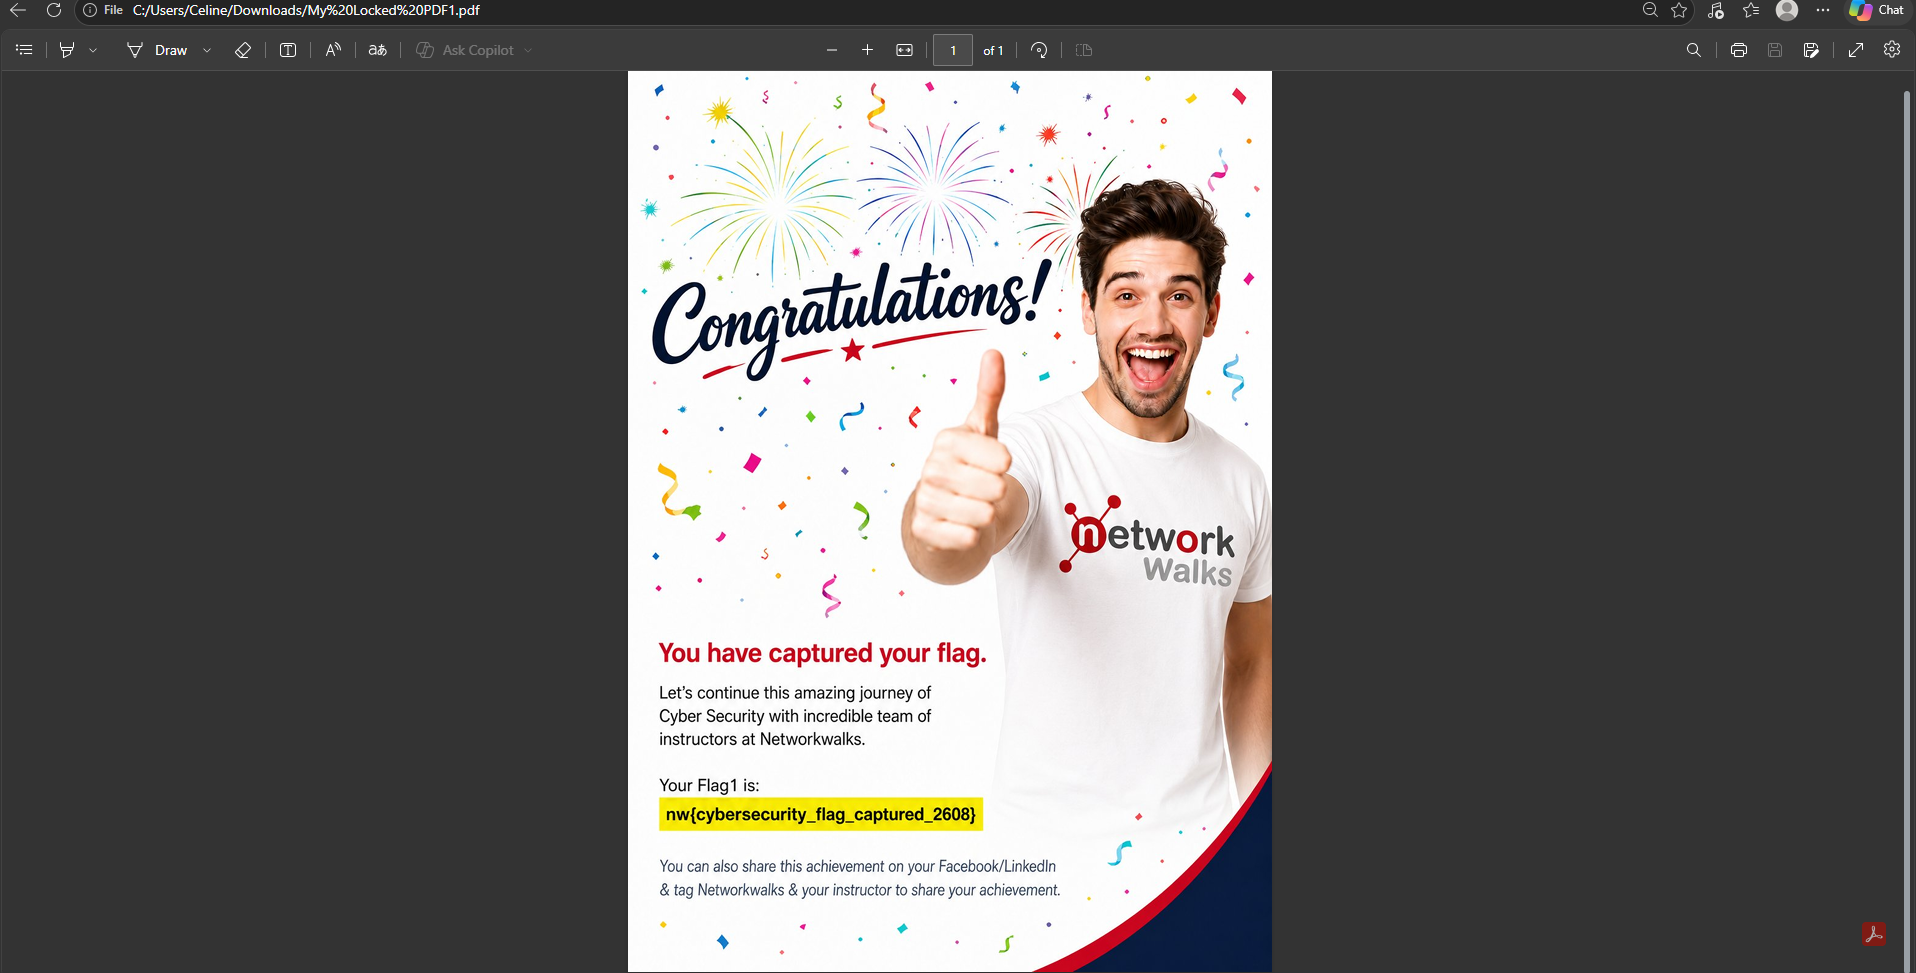 File C:/Users/Celine/Downloads/My%20Locked%20PDF1.pdf
Chat
Draw
aあ
Ask Copilot
1 of 1
Congratulations!
network
Walks
You have captured your flag.
Let's continue this amazing journey of
Cyber Security with incredible team of
instructors at Networkwalks.
Your Flag1 is:
nw{cybersecurity_flag_captured_2608}
You can also share this achievement on your Facebook/LinkedIn
& tag Networkwalks & your instructor to share your achievement.